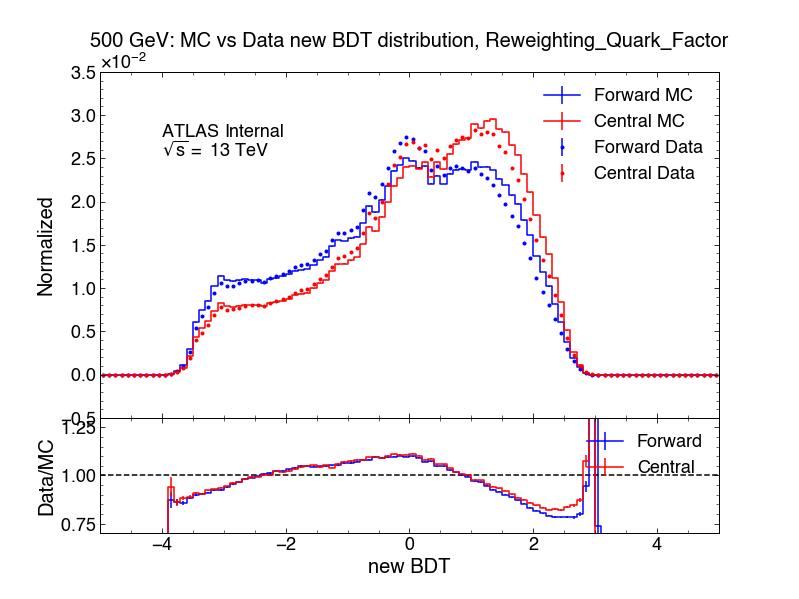 500 GeV: MC vs Data new BDT distribution, Reweighting_Quark_Factor
×10⁻²
3.5
3.0
2.5
2.0
1.5
1.0
0.5
0.0
−0.5
Normalized
ATLAS Internal
√s = 13 TeV
Forward MC
Central MC
Forward Data
Central Data
1.25
1.00
0.75
Data/MC
Forward
Central
−4 −2 0 2 4
new BDT